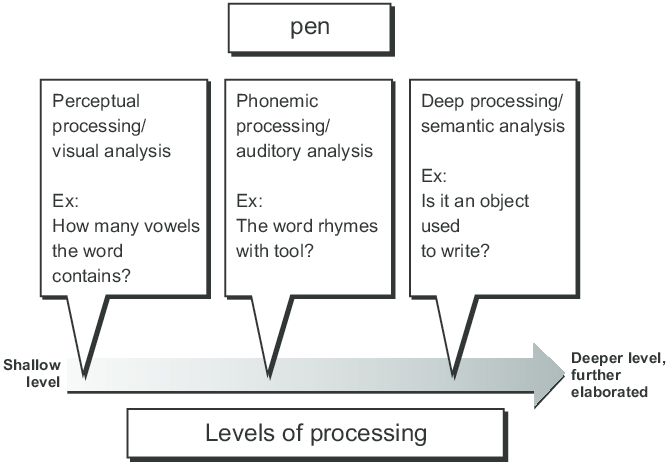 pen
Perceptual
processing/
visual analysis
Ex:
How many vowels
the word
contains?
Phonemic
processing/
auditory analysis
Ex:
The word rhymes
with tool?
Deep processing/
semantic analysis
Ex:
Is it an object
used
to write?
Shallow
level
Deeper level,
further
elaborated
Levels of processing